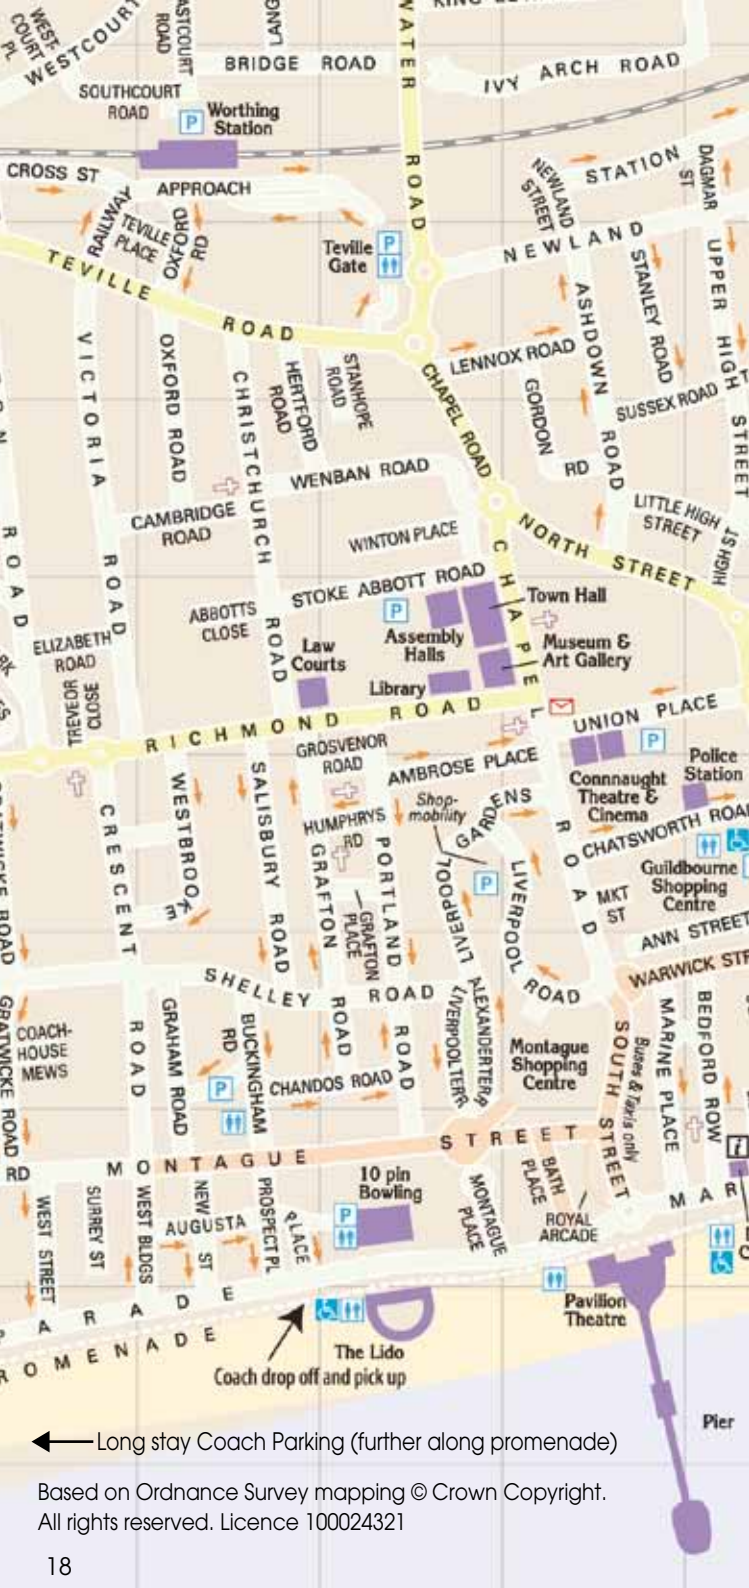 WEST-
COURT
PL
WESTCOURT
ROAD
BRIDGE ROAD
WATER
ROAD
IVY ARCH ROAD
SOUTHCOURT
ROAD
P
Worthing
Station
CROSS ST
APPROACH
RAILWAY
TEVILLE
PLACE
OXFORD
RD
Teville
Gate
P
NEWLAND
STREET
STATION
DAGMAR
ST
NEWLAND
TEVILLE ROAD
STANLEY ROAD
UPPER HIGH STREET
ASHDOWN ROAD
LENNOX ROAD
VICTORIA ROAD
OXFORD ROAD
CHRISTCHURCH ROAD
HERTFORD
ROAD
STANHOPE
ROAD
CHAPEL ROAD
GORDON
RD
SUSSEX ROAD
WENBAN ROAD
CAMBRIDGE
ROAD
WINTON PLACE
NORTH STREET
LITTLE HIGH
STREET
HIGH ST
STOKE ABBOTT ROAD
CHAPEL
Town Hall
P
ABBOTTS
CLOSE
Assembly
Halls
Museum &
Art Gallery
ELIZABETH
ROAD
Law
Courts
Library
TREVOR
CLOSE
RICHMOND ROAD
UNION PLACE
P
GROSVENOR
ROAD
AMBROSE PLACE
Police
Station
Connnaught
Theatre &
Cinema
WESTBROOKE
SALISBURY ROAD
Shop-
mobility
GARDENS
HUMPHRYS
RD
CHATSWORTH ROAD
CRESCENT
GRAFTON
PORTLAND
LIVERPOOL
P
LIVERPOOL
ROAD
ROAD
Guildbourne
Shopping
Centre
MKT
ST
GRAFTON
PLACE
ANN STREET
SHELLEY ROAD
WARWICK STR
GRATWICKE ROAD
COACH-
HOUSE
MEWS
ROAD
GRAHAM ROAD
BUCKINGHAM
RD
ROAD
ROAD
LIVERPOOL TERR
ALEXANDER TERR
Montague
Shopping
Centre
SOUTH STREET
Buses & Taxis only
MARINE PLACE
BEDFORD ROW
P
CHANDOS ROAD
i
RD
MONTAGUE STREET
WEST STREET
SURREY ST
WEST BLDGS
NEW
ST
AUGUSTA
PLACE
PROSPECT PL
10 pin
Bowling
P
MONTAGUE
PLACE
BATH
PLACE
ROYAL
ARCADE
MAR
PARADE
Pavilion
Theatre
ROMENADE
The Lido
Coach drop off and pick up
Pier
Long stay Coach Parking (further along promenade)
Based on Ordnance Survey mapping © Crown Copyright.
All rights reserved. Licence 100024321
18